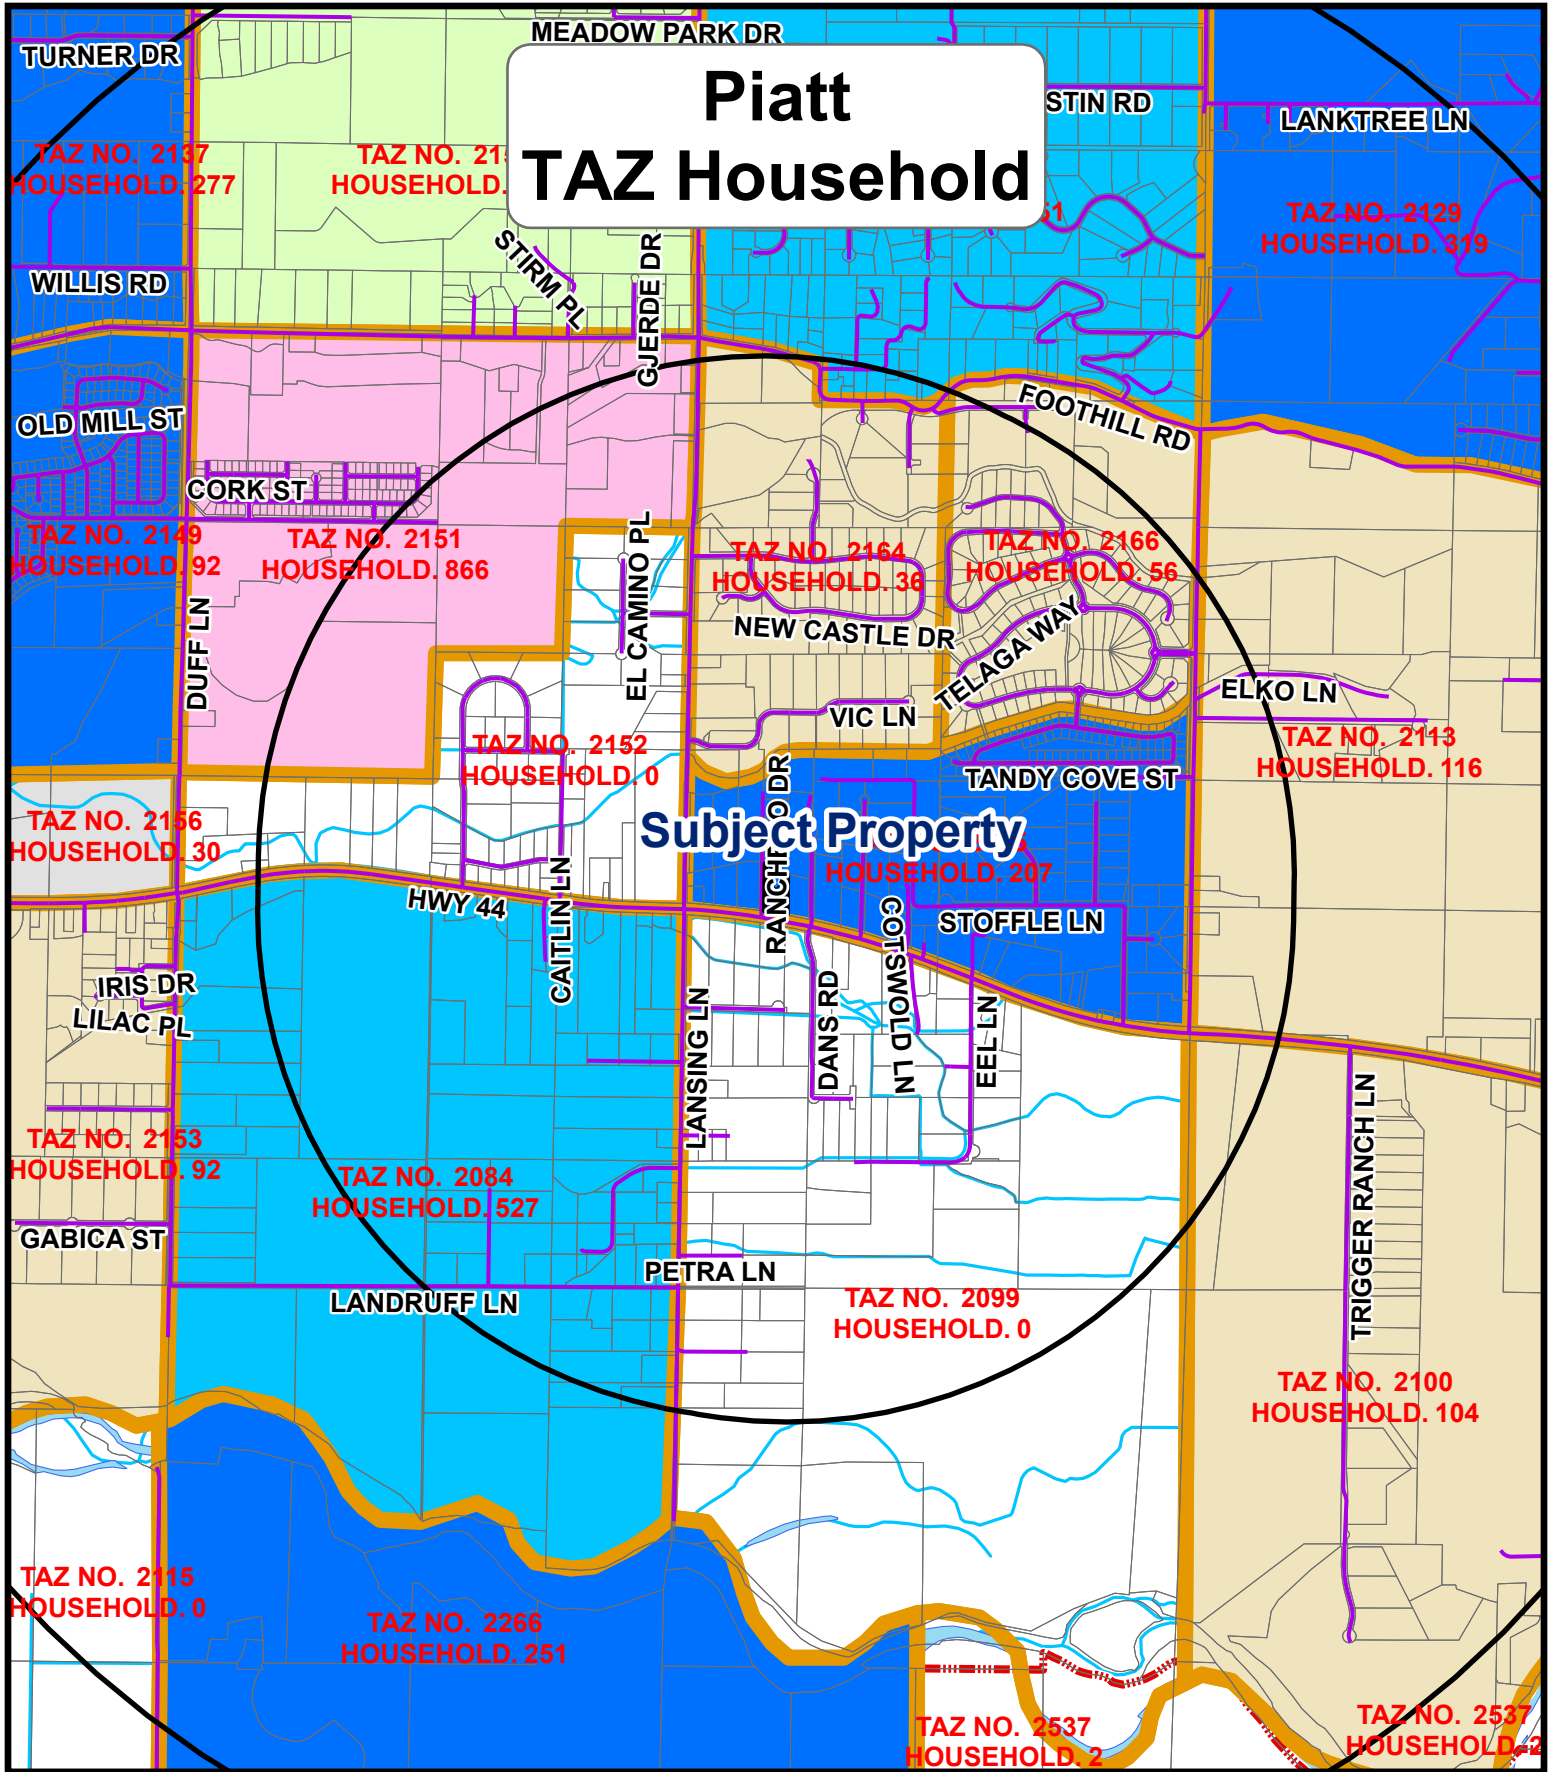 MEADOW PARK DR
TURNER DR
Piatt
TAZ Household
STIN RD
LANKTREE LN
TAZ NO. 2137
HOUSEHOLD. 277
TAZ NO.
HOUSEHOLD.
TAZ NO. 2129
HOUSEHOLD. 319
WILLIS RD
STIRM PL
GJERDE DR
OLD MILL ST
FOOTHILL RD
CORK ST
TAZ NO. 2149
HOUSEHOLD. 92
TAZ NO. 2151
HOUSEHOLD. 866
EL CAMINO PL
TAZ NO. 2164
HOUSEHOLD. 36
TAZ NO. 2166
HOUSEHOLD. 56
DUFF LN
NEW CASTLE DR
TELAGA WAY
ELKO LN
VIC LN
TAZ NO. 2152
HOUSEHOLD. 0
TAZ NO. 2113
HOUSEHOLD. 116
TANDY COVE ST
TAZ NO. 2156
HOUSEHOLD. 30
Subject Property
HOUSEHOLD. 207
HWY 44
CAITLIN LN
STOFFLE LN
IRIS DR
LILAC PL
LANSING LN
DANS RD
COTSWOLD LN
EEL LN
TRIGGER RANCH LN
TAZ NO. 2153
HOUSEHOLD. 92
TAZ NO. 2084
HOUSEHOLD. 527
GABICA ST
PETRA LN
LANDRUFF LN
TAZ NO. 2099
HOUSEHOLD. 0
TAZ NO. 2100
HOUSEHOLD. 104
TAZ NO. 2115
HOUSEHOLD. 0
TAZ NO. 2266
HOUSEHOLD. 251
TAZ NO. 2537
HOUSEHOLD. 2
TAZ NO. 2537
HOUSEHOLD. 2